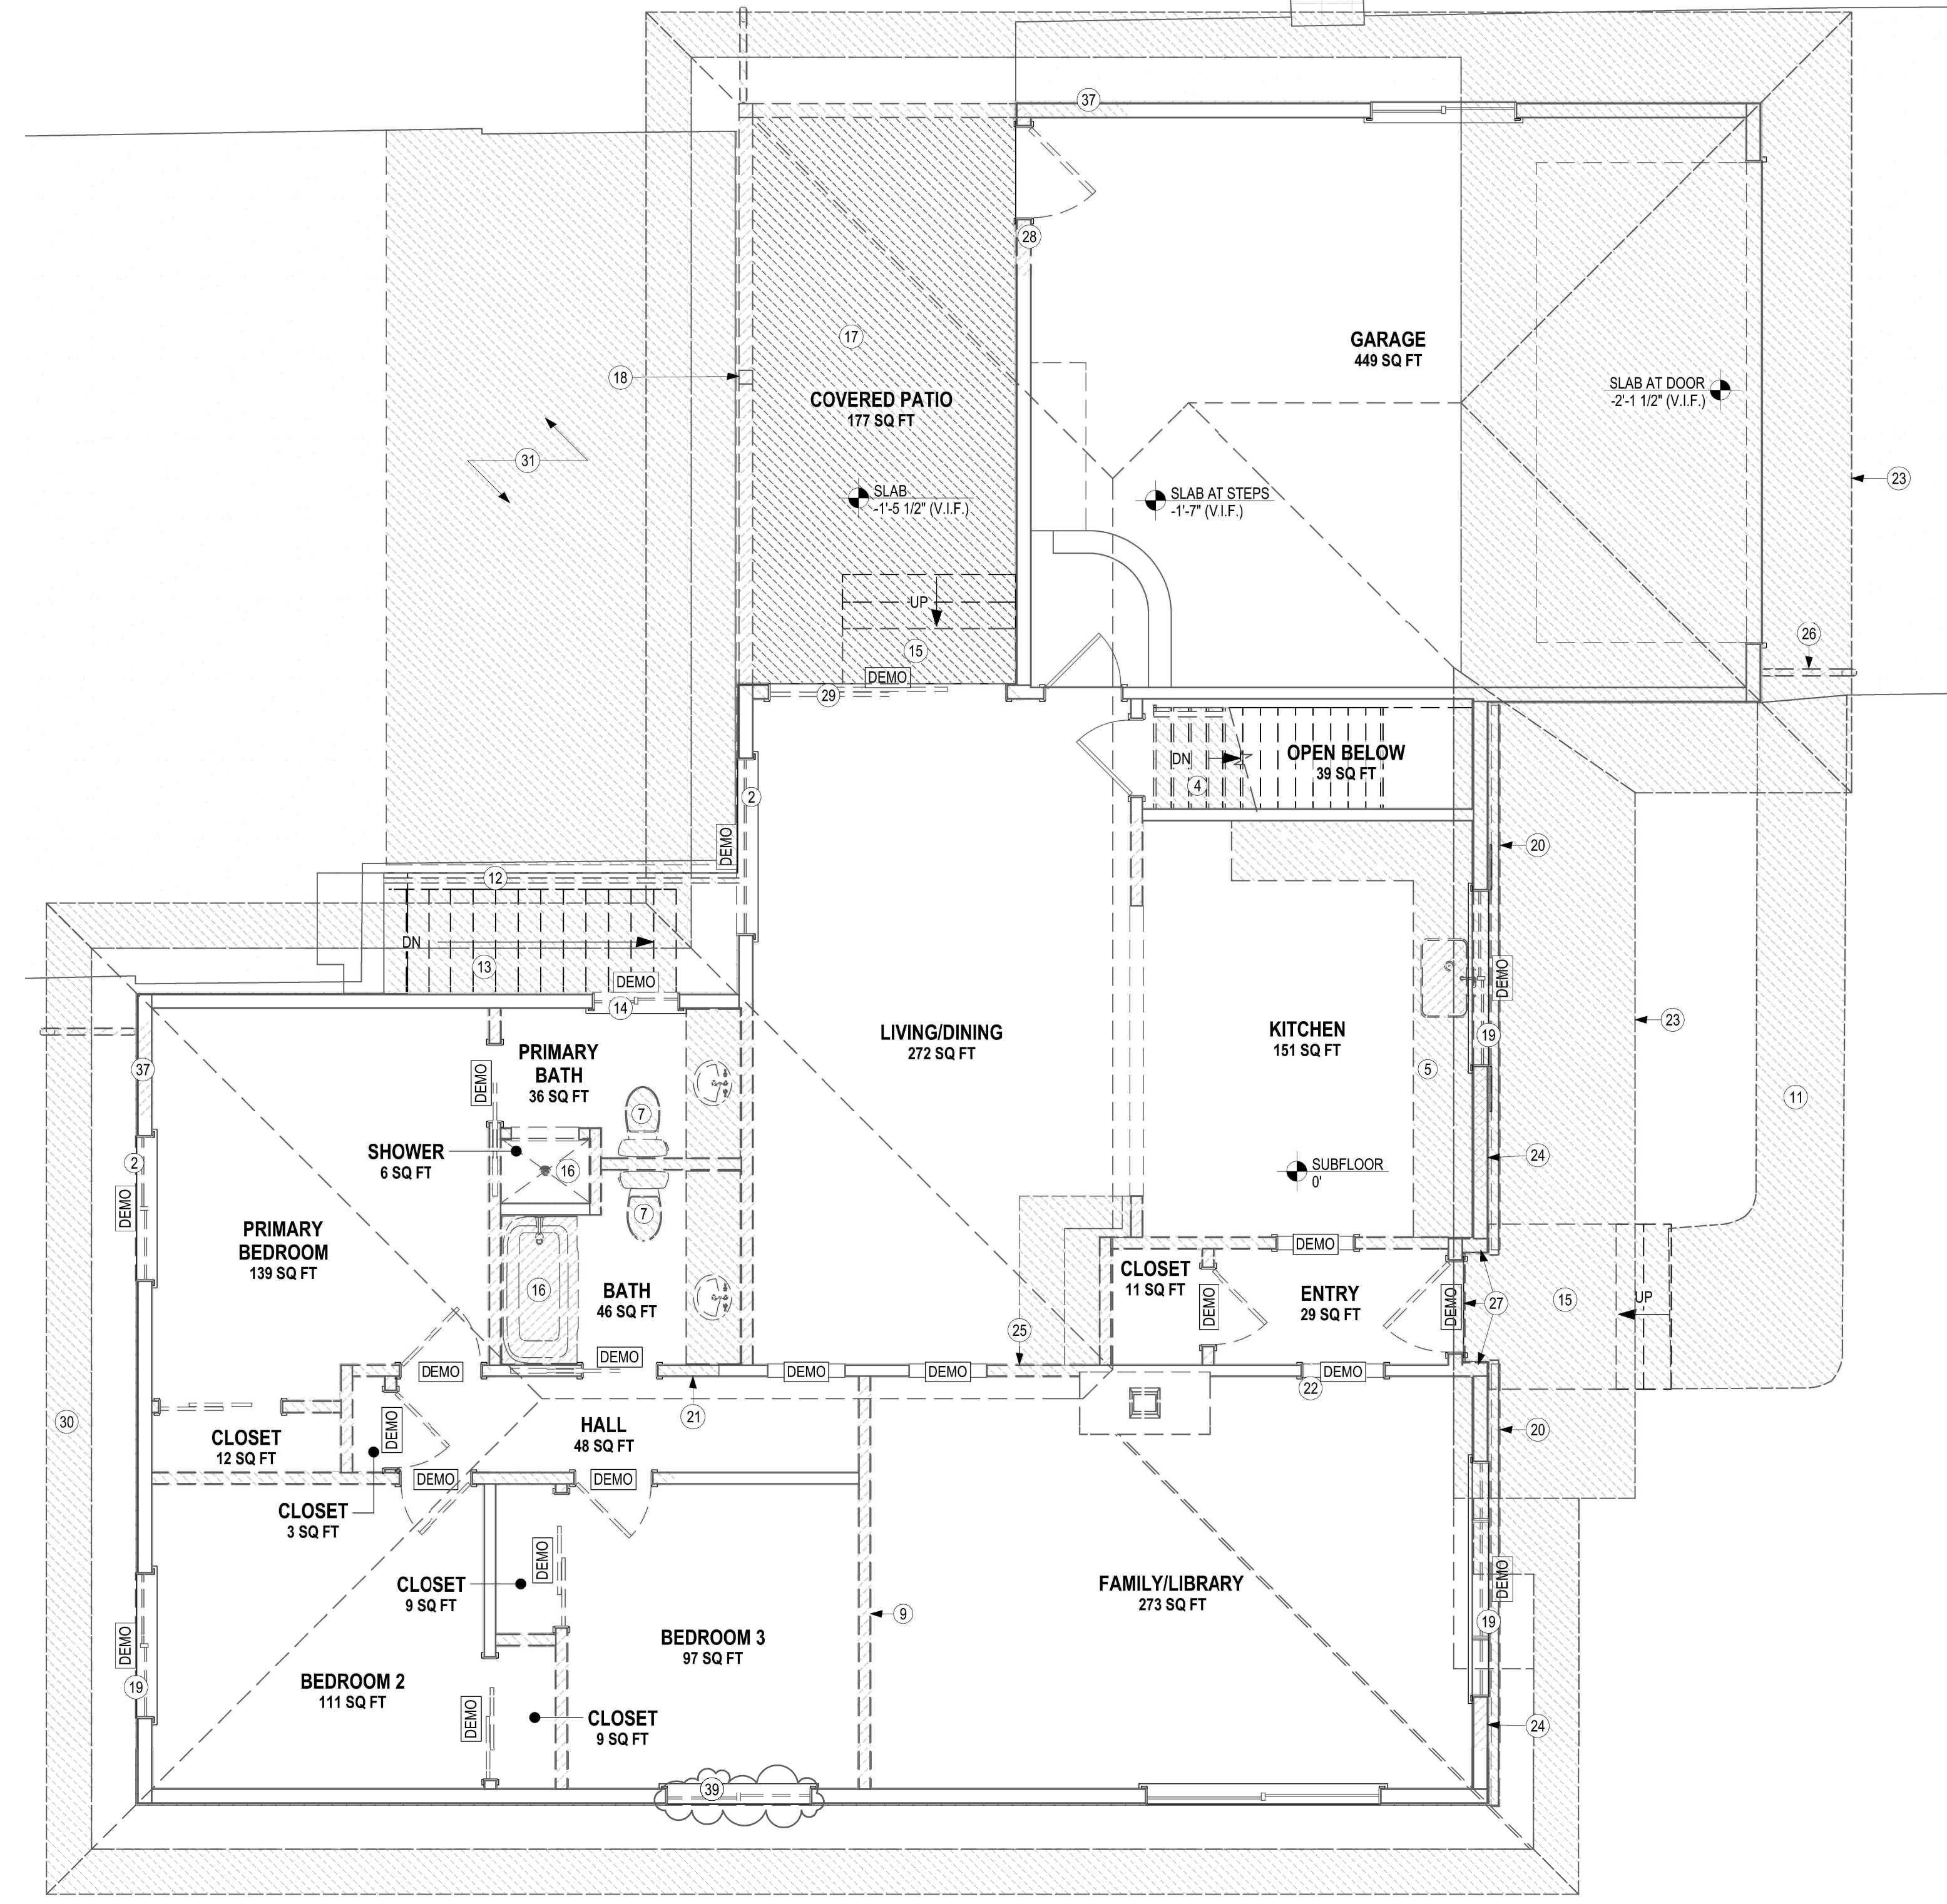 37
28
17
GARAGE
449 SQ FT
18
SLAB AT DOOR
-2'-1 1/2" (V.I.F.)
COVERED PATIO
177 SQ FT
31
23
SLAB
-1'-5 1/2" (V.I.F.)
SLAB AT STEPS
-1'-7" (V.I.F.)
UP
15
26
DEMO
29
OPEN BELOW
39 SQ FT
DN
4
2
DEMO
20
12
DN
13
DEMO
14
DEMO
LIVING/DINING
272 SQ FT
KITCHEN
151 SQ FT
19
23
37
PRIMARY
BATH
36 SQ FT
DEMO
5
11
7
SHOWER
6 SQ FT
16
2
DEMO
24
SUBFLOOR
0'
7
PRIMARY
BEDROOM
139 SQ FT
DEMO
16
BATH
46 SQ FT
CLOSET
11 SQ FT
DEMO
ENTRY
29 SQ FT
DEMO
27
15
UP
25
DEMO
DEMO
DEMO
DEMO
DEMO
22
21
30
DEMO
CLOSET
12 SQ FT
HALL
48 SQ FT
20
DEMO
DEMO
CLOSET
3 SQ FT
DEMO
CLOSET
9 SQ FT
FAMILY/LIBRARY
273 SQ FT
DEMO
9
19
DEMO
BEDROOM 3
97 SQ FT
BEDROOM 2
111 SQ FT
19
DEMO
CLOSET
9 SQ FT
24
39